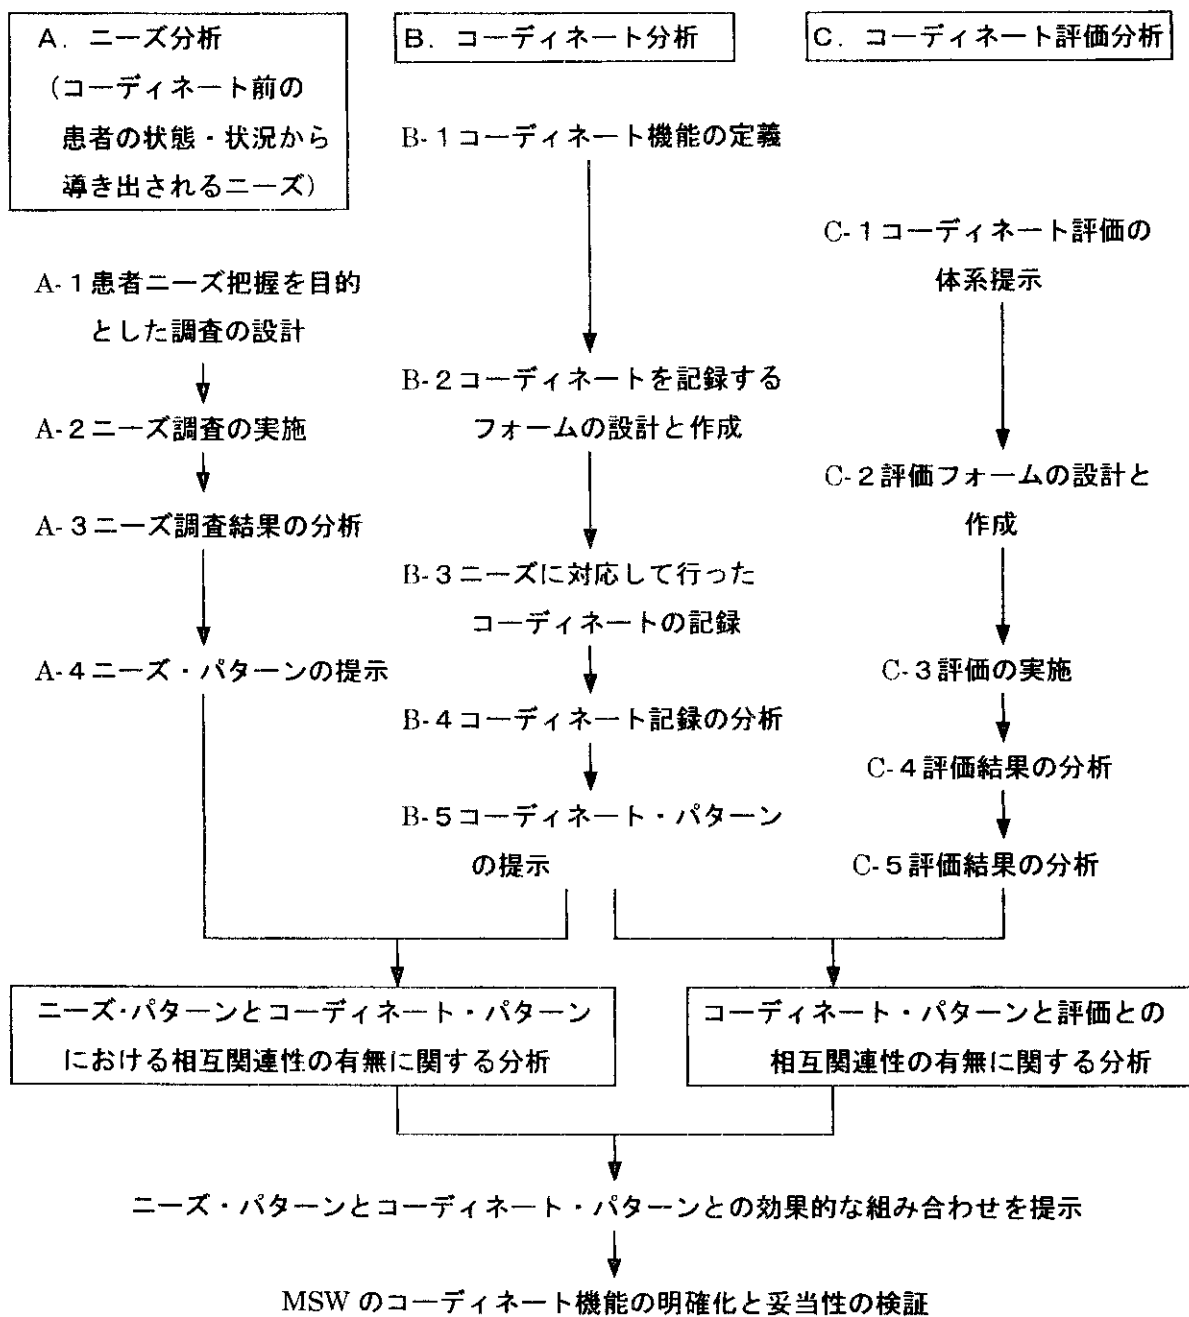 A．ニーズ分析
（コーディネート前の
患者の状態・状況から
導き出されるニーズ）
A-1患者ニーズ把握を目的
とした調査の設計
A-2ニーズ調査の実施
A-3ニーズ調査結果の分析
A-4ニーズ・パターンの提示
B．コーディネート分析
B-1コーディネート機能の定義
B-2コーディネートを記録する
フォームの設計と作成
B-3ニーズに対応して行った
コーディネートの記録
B-4コーディネート記録の分析
B-5コーディネート・パターン
の提示
C．コーディネート評価分析
C-1コーディネート評価の
体系提示
C-2評価フォームの設計と
作成
C-3評価の実施
C-4評価結果の分析
C-5評価結果の分析
ニーズ・パターンとコーディネート・パターン
における相互関連性の有無に関する分析
コーディネート・パターンと評価との
相互関連性の有無に関する分析
ニーズ・パターンとコーディネート・パターンとの効果的な組み合わせを提示
MSWのコーディネート機能の明確化と妥当性の検証